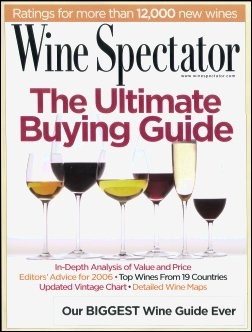 Ratings for more than 12,000 new wines
Wine Spectator
www.winespectator.com
The Ultimate
Buying Guide
In-Depth Analysis of Value and Price
Editors' Advice for 2006 • Top Wines From 19 Countries
Updated Vintage Chart • Detailed Wine Maps
Our BIGGEST Wine Guide Ever